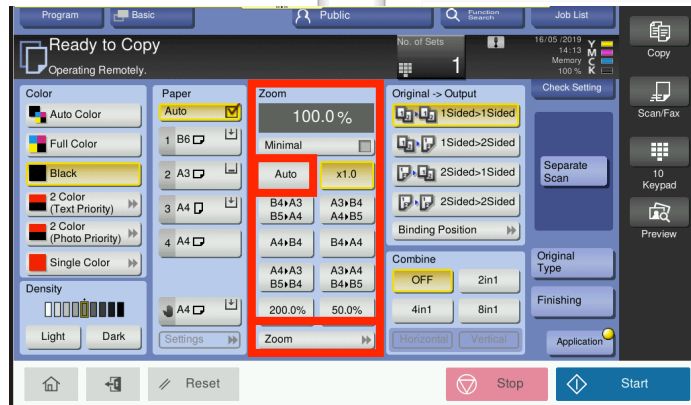 Program
Basic
Public
Function Search
Job List
Ready to Copy
Operating Remotely.
No. of Sets
1
16/05/2019
14:13
Memory
100 %
Y
M
C
K
Copy
Scan/Fax
10
Keypad
Preview
Color
Auto Color
Full Color
Black
2 Color
(Text Priority)
2 Color
(Photo Priority)
Single Color
Density
Light
Dark
Paper
Auto
1 B6
2 A3
3 A4
4 A4
A4
Settings
Zoom
100.0 %
Minimal
Auto
x1.0
B4▸A3
B5▸A4
A3▸B4
A4▸B5
A4▸B4
B4▸A4
A4▸A3
B5▸B4
A3▸A4
B4▸B5
200.0%
50.0%
Zoom
Original -> Output
1Sided>1Sided
1Sided>2Sided
2Sided>1Sided
2Sided>2Sided
Binding Position
Combine
OFF
2in1
4in1
8in1
Horizontal
Vertical
Check Setting
Separate
Scan
Original
Type
Finishing
Application
Reset
Stop
Start